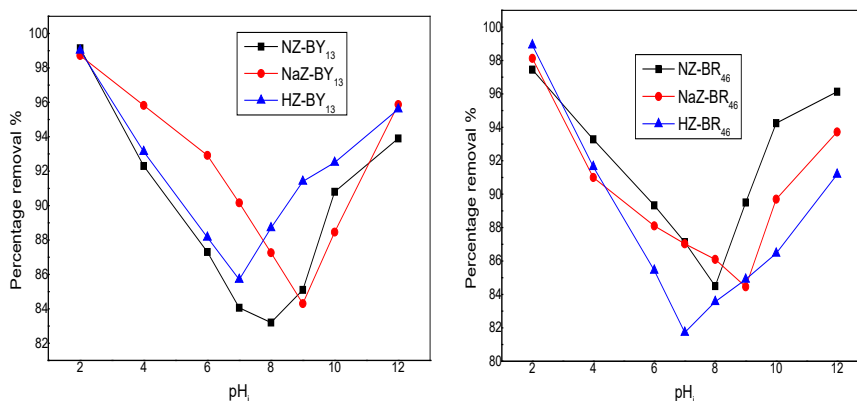 100
98
96
94
92
90
88
86
84
82
Percentage removal %
NZ-BY13
NaZ-BY13
HZ-BY13
2 4 6 8 10 12
pHi
100
98
96
94
92
90
88
86
84
82
80
Percentage removal %
NZ-BR46
NaZ-BR46
HZ-BR46
2 4 6 8 10 12
pHi